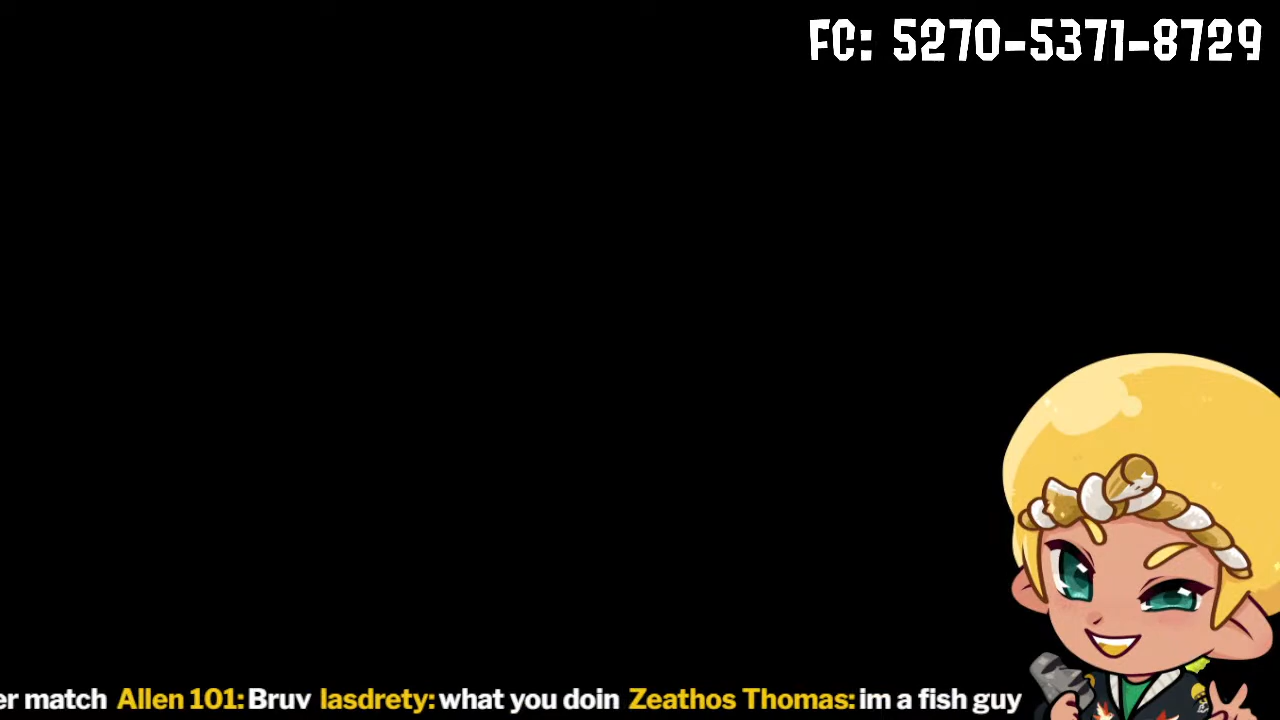 FC: 5270-5371-8729
er match Allen 101: Bruv lasdrety: what you doin Zeathos Thomas: im a fish guy